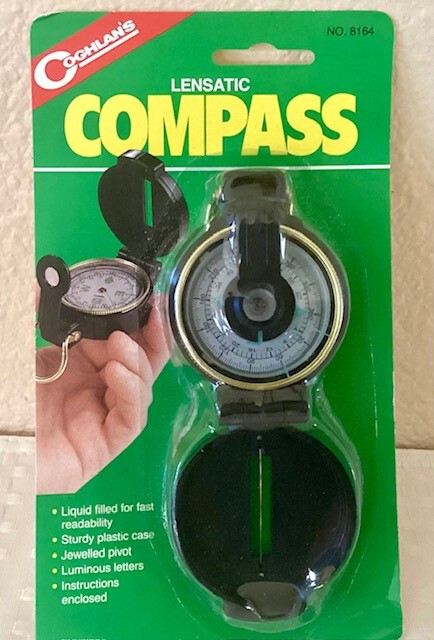 COGHLAN'S
NO. 8164
LENSATIC
COMPASS
• Liquid filled for fast
readability
• Sturdy plastic case
• Jewelled pivot
• Luminous letters
• Instructions
enclosed